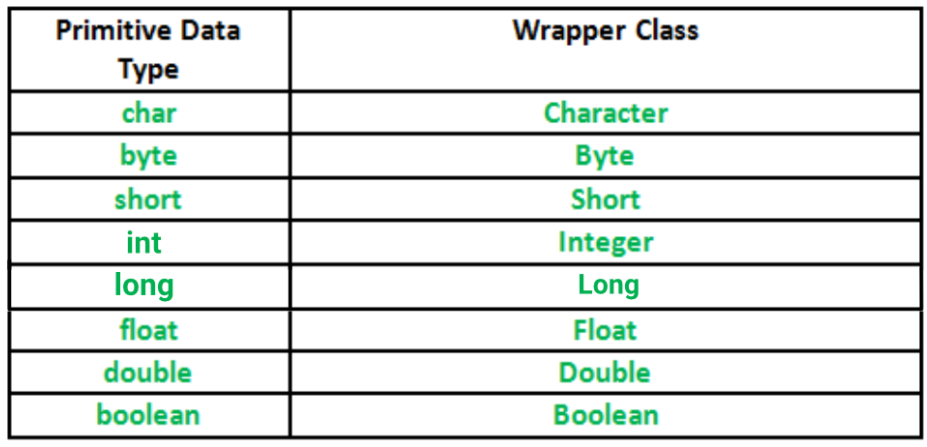 Primitive Data Type	Wrapper Class
char	Character
byte	Byte
short	Short
int	Integer
long	Long
float	Float
double	Double
boolean	Boolean